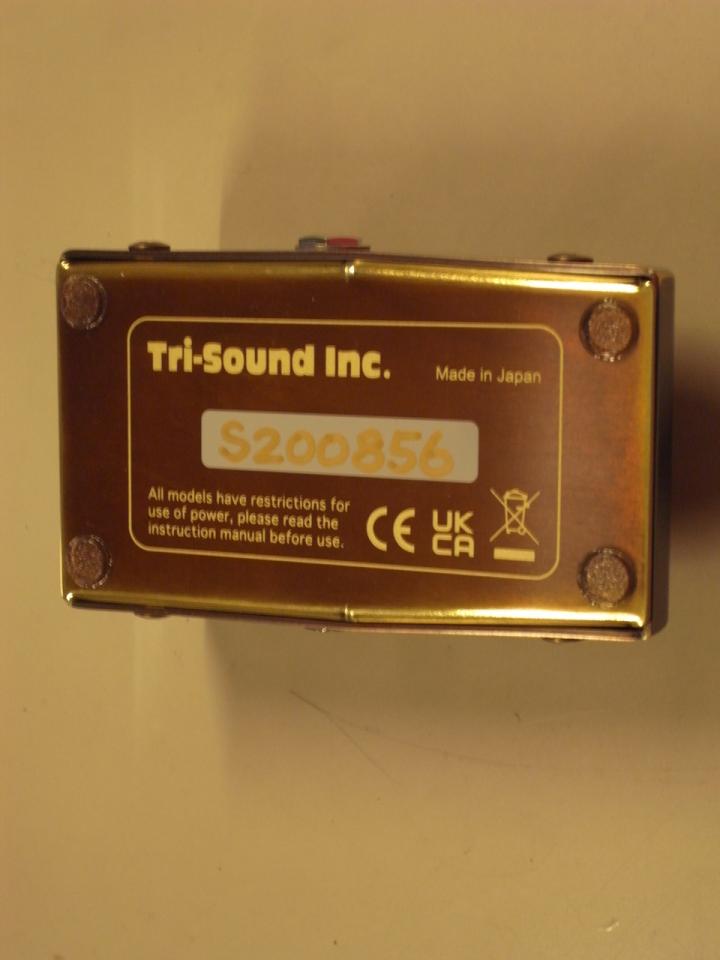 Tri-Sound Inc.
Made in Japan
S200856
All models have restrictions for
use of power, please read the
instruction manual before use.
CE
UK
CA